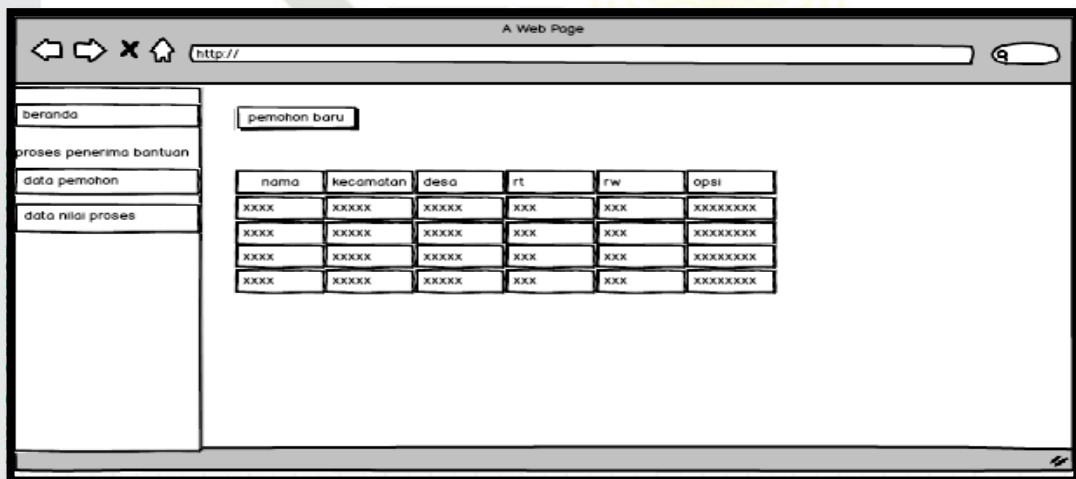 A Web Page
http://
beranda
proses penerima bantuan
data pemohon
data nilai proses
pemohon baru
nama kecamatan desa rt rw opsi
xxxx xxxxx xxxxx xxx xxx xxxxxxxx
xxxx xxxxx xxxxx xxx xxx xxxxxxxx
xxxx xxxxx xxxxx xxx xxx xxxxxxxx
xxxx xxxxx xxxxx xxx xxx xxxxxxxx